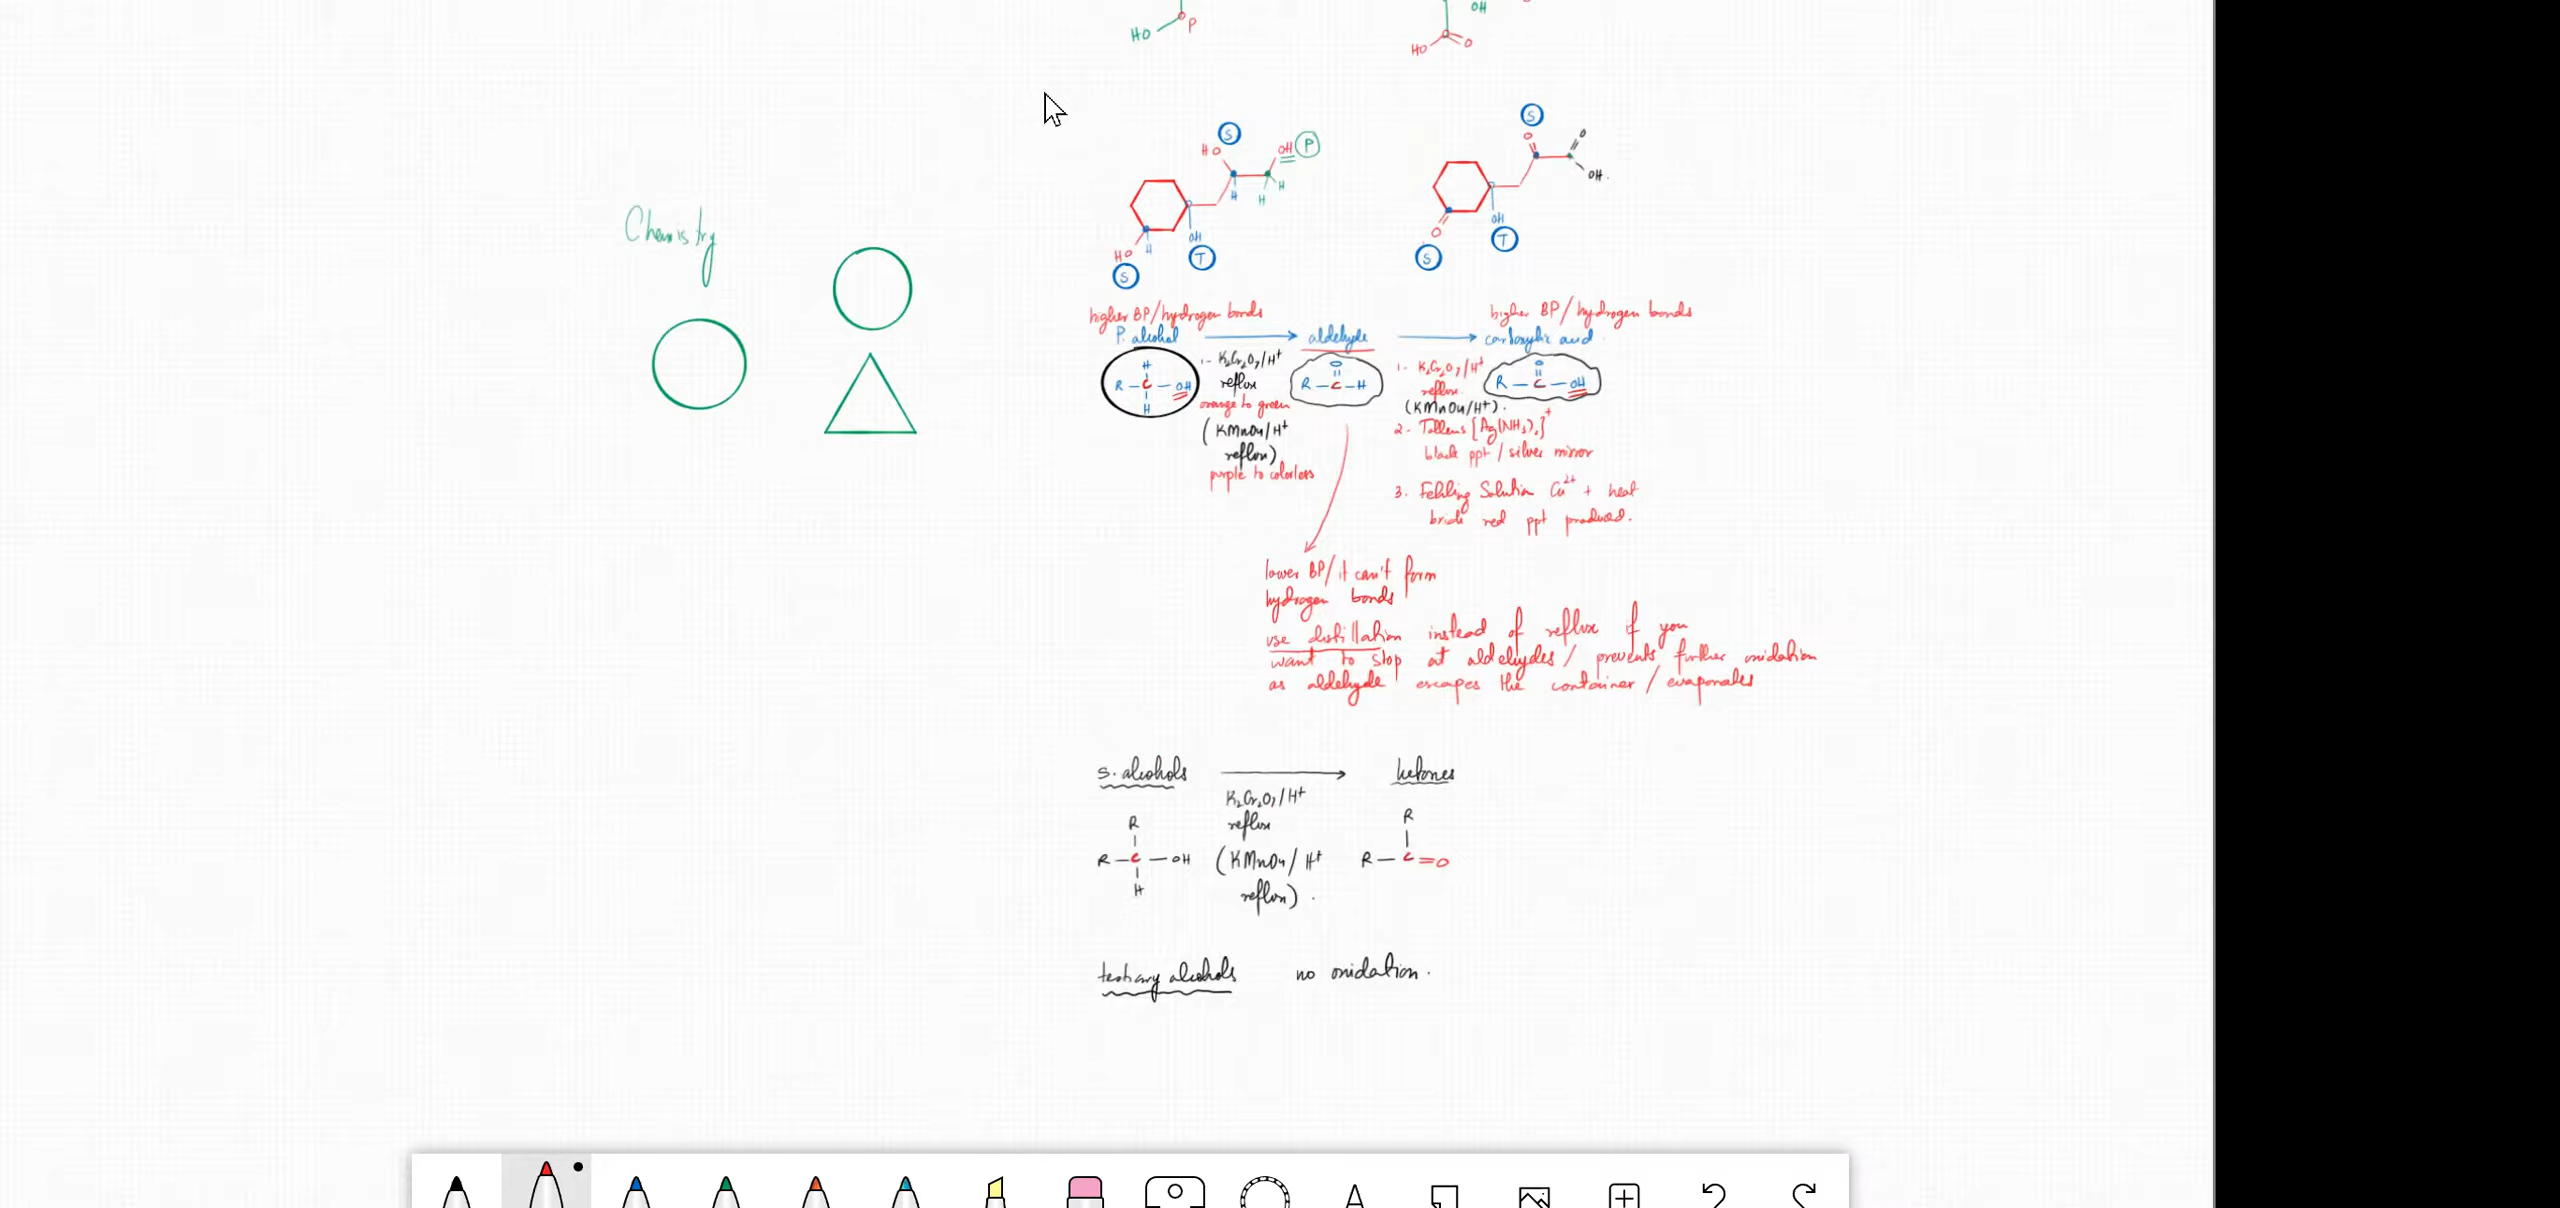 HO
P
OH
HO
O
S
HO
OH
P
H
H
H
HO
H
OH
S
T
S
O
O
OH.
OH
O
S
T
Chemistry
higher BP/hydrogen bonds
P. alcohol
aldehyde
higher BP/hydrogen bonds
carboxylic acid
H
R – C – OH
H
1- K₂Cr₂O₇/H⁺
reflux
orange to green
(KMnO₄/H⁺
reflux)
purple to colorless
O
R – C – H
1- K₂Cr₂O₇/H⁺
reflux
(KMnO₄/H⁺).
2- Tollens [Ag(NH₃)₂]⁺
black ppt / silver mirror
3. Fehling Solution Cu²⁺ + heat
brick red ppt produced.
O
R – C – OH
lower BP/it can't form
hydrogen bonds
use distillation instead of reflux if you
want to stop at aldehydes / prevents further oxidation
as aldehyde escapes the container / evaporates
s. alcohols
ketones
K₂Cr₂O₇/H⁺
reflux
(KMnO₄/H⁺
reflux).
R
R – C – OH
H
R
R – C = O
tertiary alcohols no oxidation.